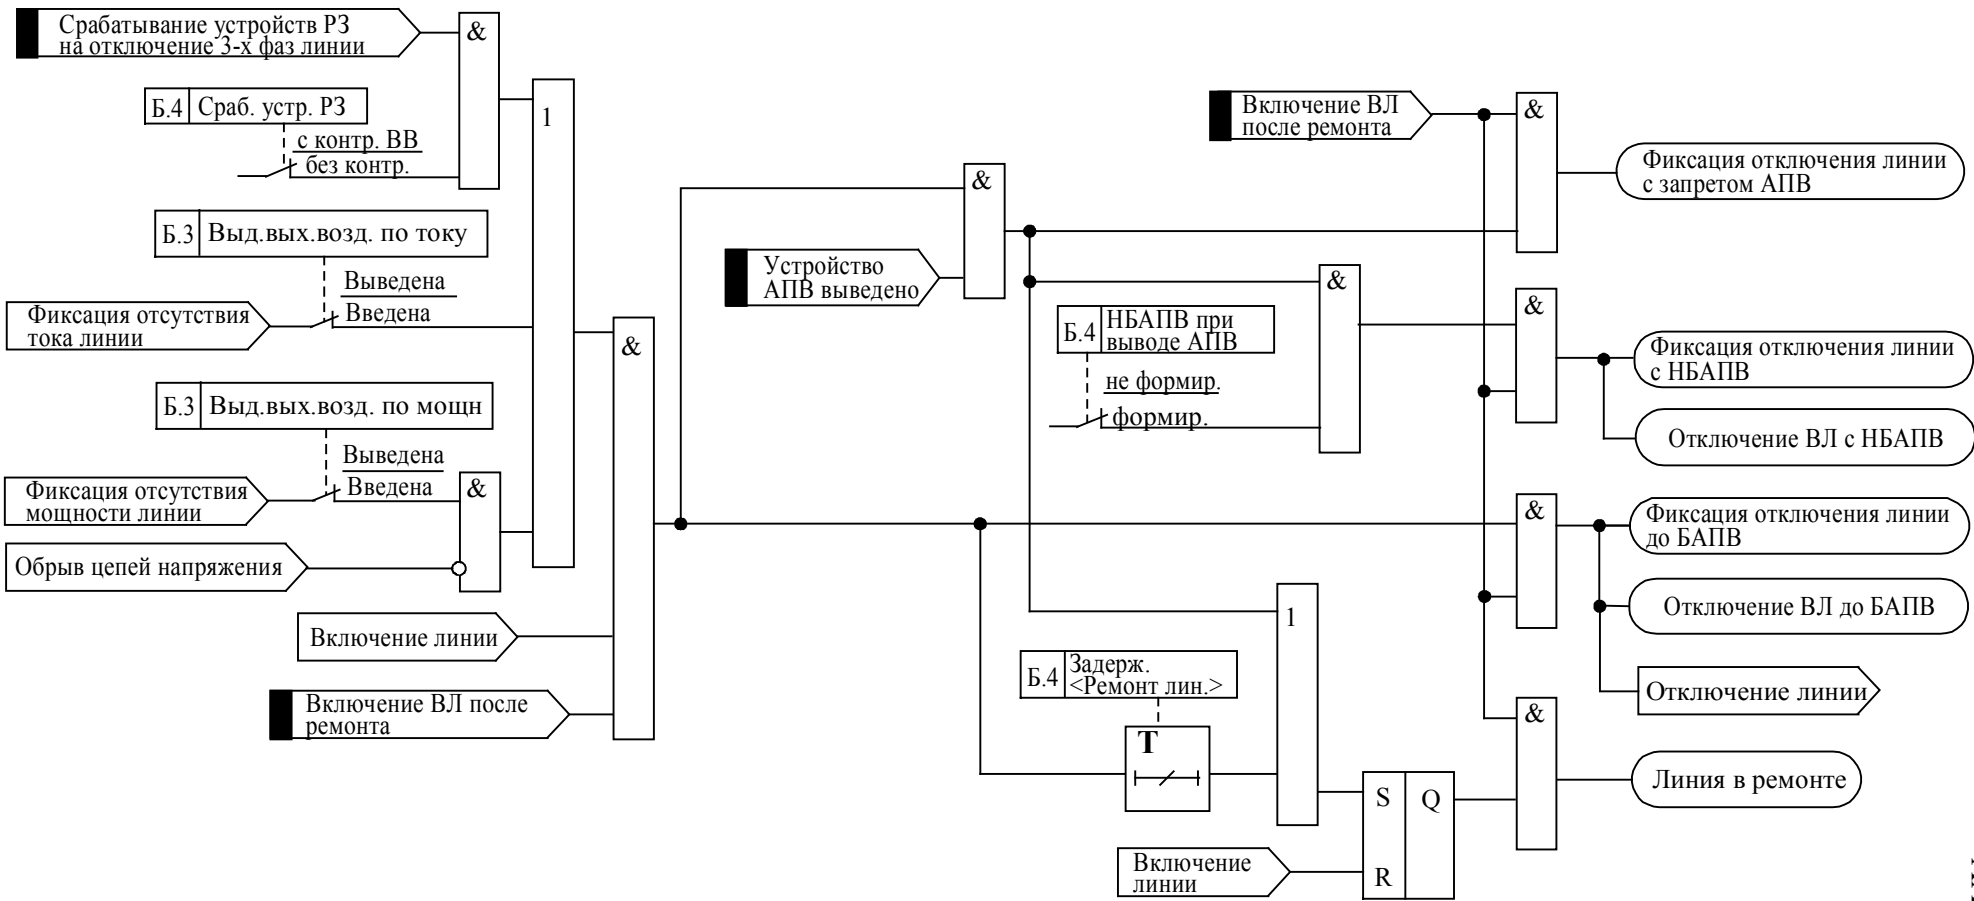 Срабатывание устройств РЗ
на отключение 3-х фаз линии
&
Б.4
Сраб. устр. РЗ
с контр. ВВ
без контр.
1
Б.3
Выд.вых.возд. по току
Выведена
Введена
Фиксация отсутствия
тока линии
Б.3
Выд.вых.возд. по мощн
Выведена
Введена
Фиксация отсутствия
мощности линии
&
Обрыв цепей напряжения
Включение линии
Включение ВЛ после
ремонта
&
&
Устройство
АПВ выведено
Б.4
НБАПВ при
выводе АПВ
не формир.
формир.
&
1
Б.4
Задерж.
<Ремонт лин.>
T
Включение
линии
S
Q
R
Включение ВЛ
после ремонта
&
Фиксация отключения линии
с запретом АПВ
&
Фиксация отключения линии
с НБАПВ
Отключение ВЛ с НБАПВ
&
Фиксация отключения линии
до БАПВ
Отключение ВЛ до БАПВ
Отключение линии
&
Линия в ремонте